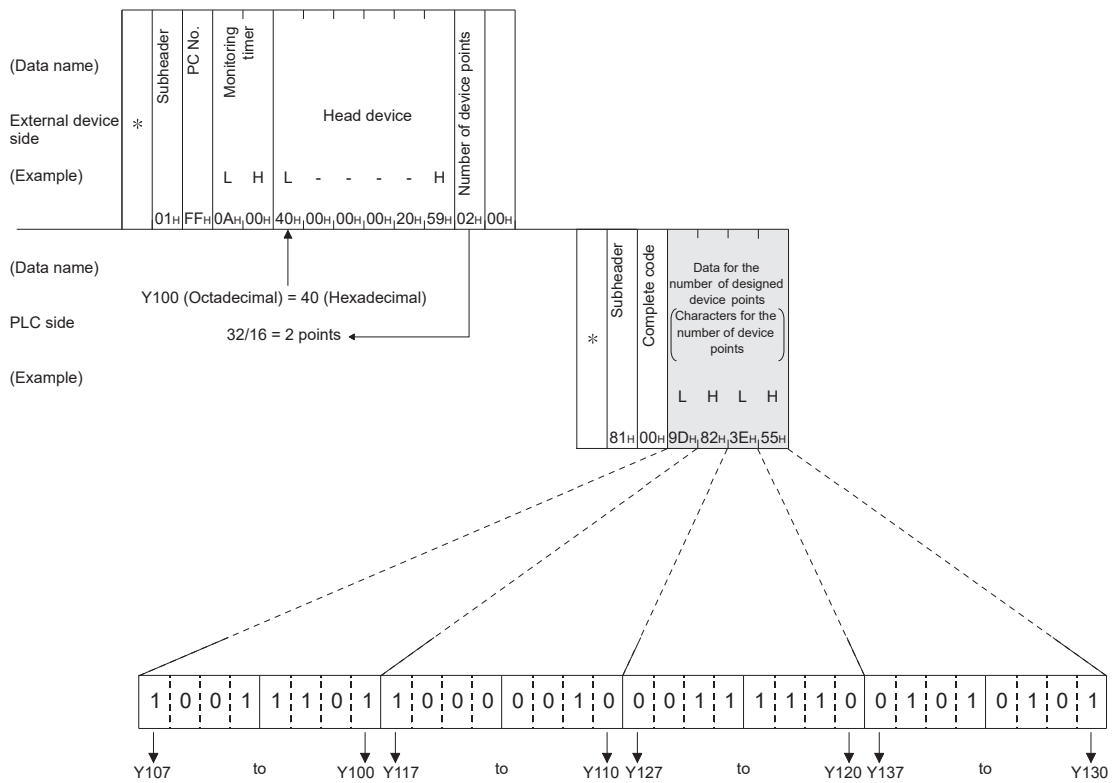 (Data name)
External device side
(Example)
*
Subheader
PC No.
Monitoring timer
Head device
Number of device points
L H L - - - - H
01H FFH 0AH 00H 40H 00H 00H 00H 20H 59H 02H 00H
(Data name)
PLC side
(Example)
Y100 (Octadecimal) = 40 (Hexadecimal)
32/16 = 2 points
*
Subheader
Complete code
Data for the
number of designed
device points
(Characters for the
number of device
points)
L H L H
81H 00H 9DH 82H 3EH 55H
1 0 0 1 1 1 0 1 1 0 0 0 0 0 1 0 0 0 1 1 1 1 1 0 0 1 0 1 0 1 0 1
Y107 to Y100 Y117 to Y110 Y127 to Y120 Y137 to Y130